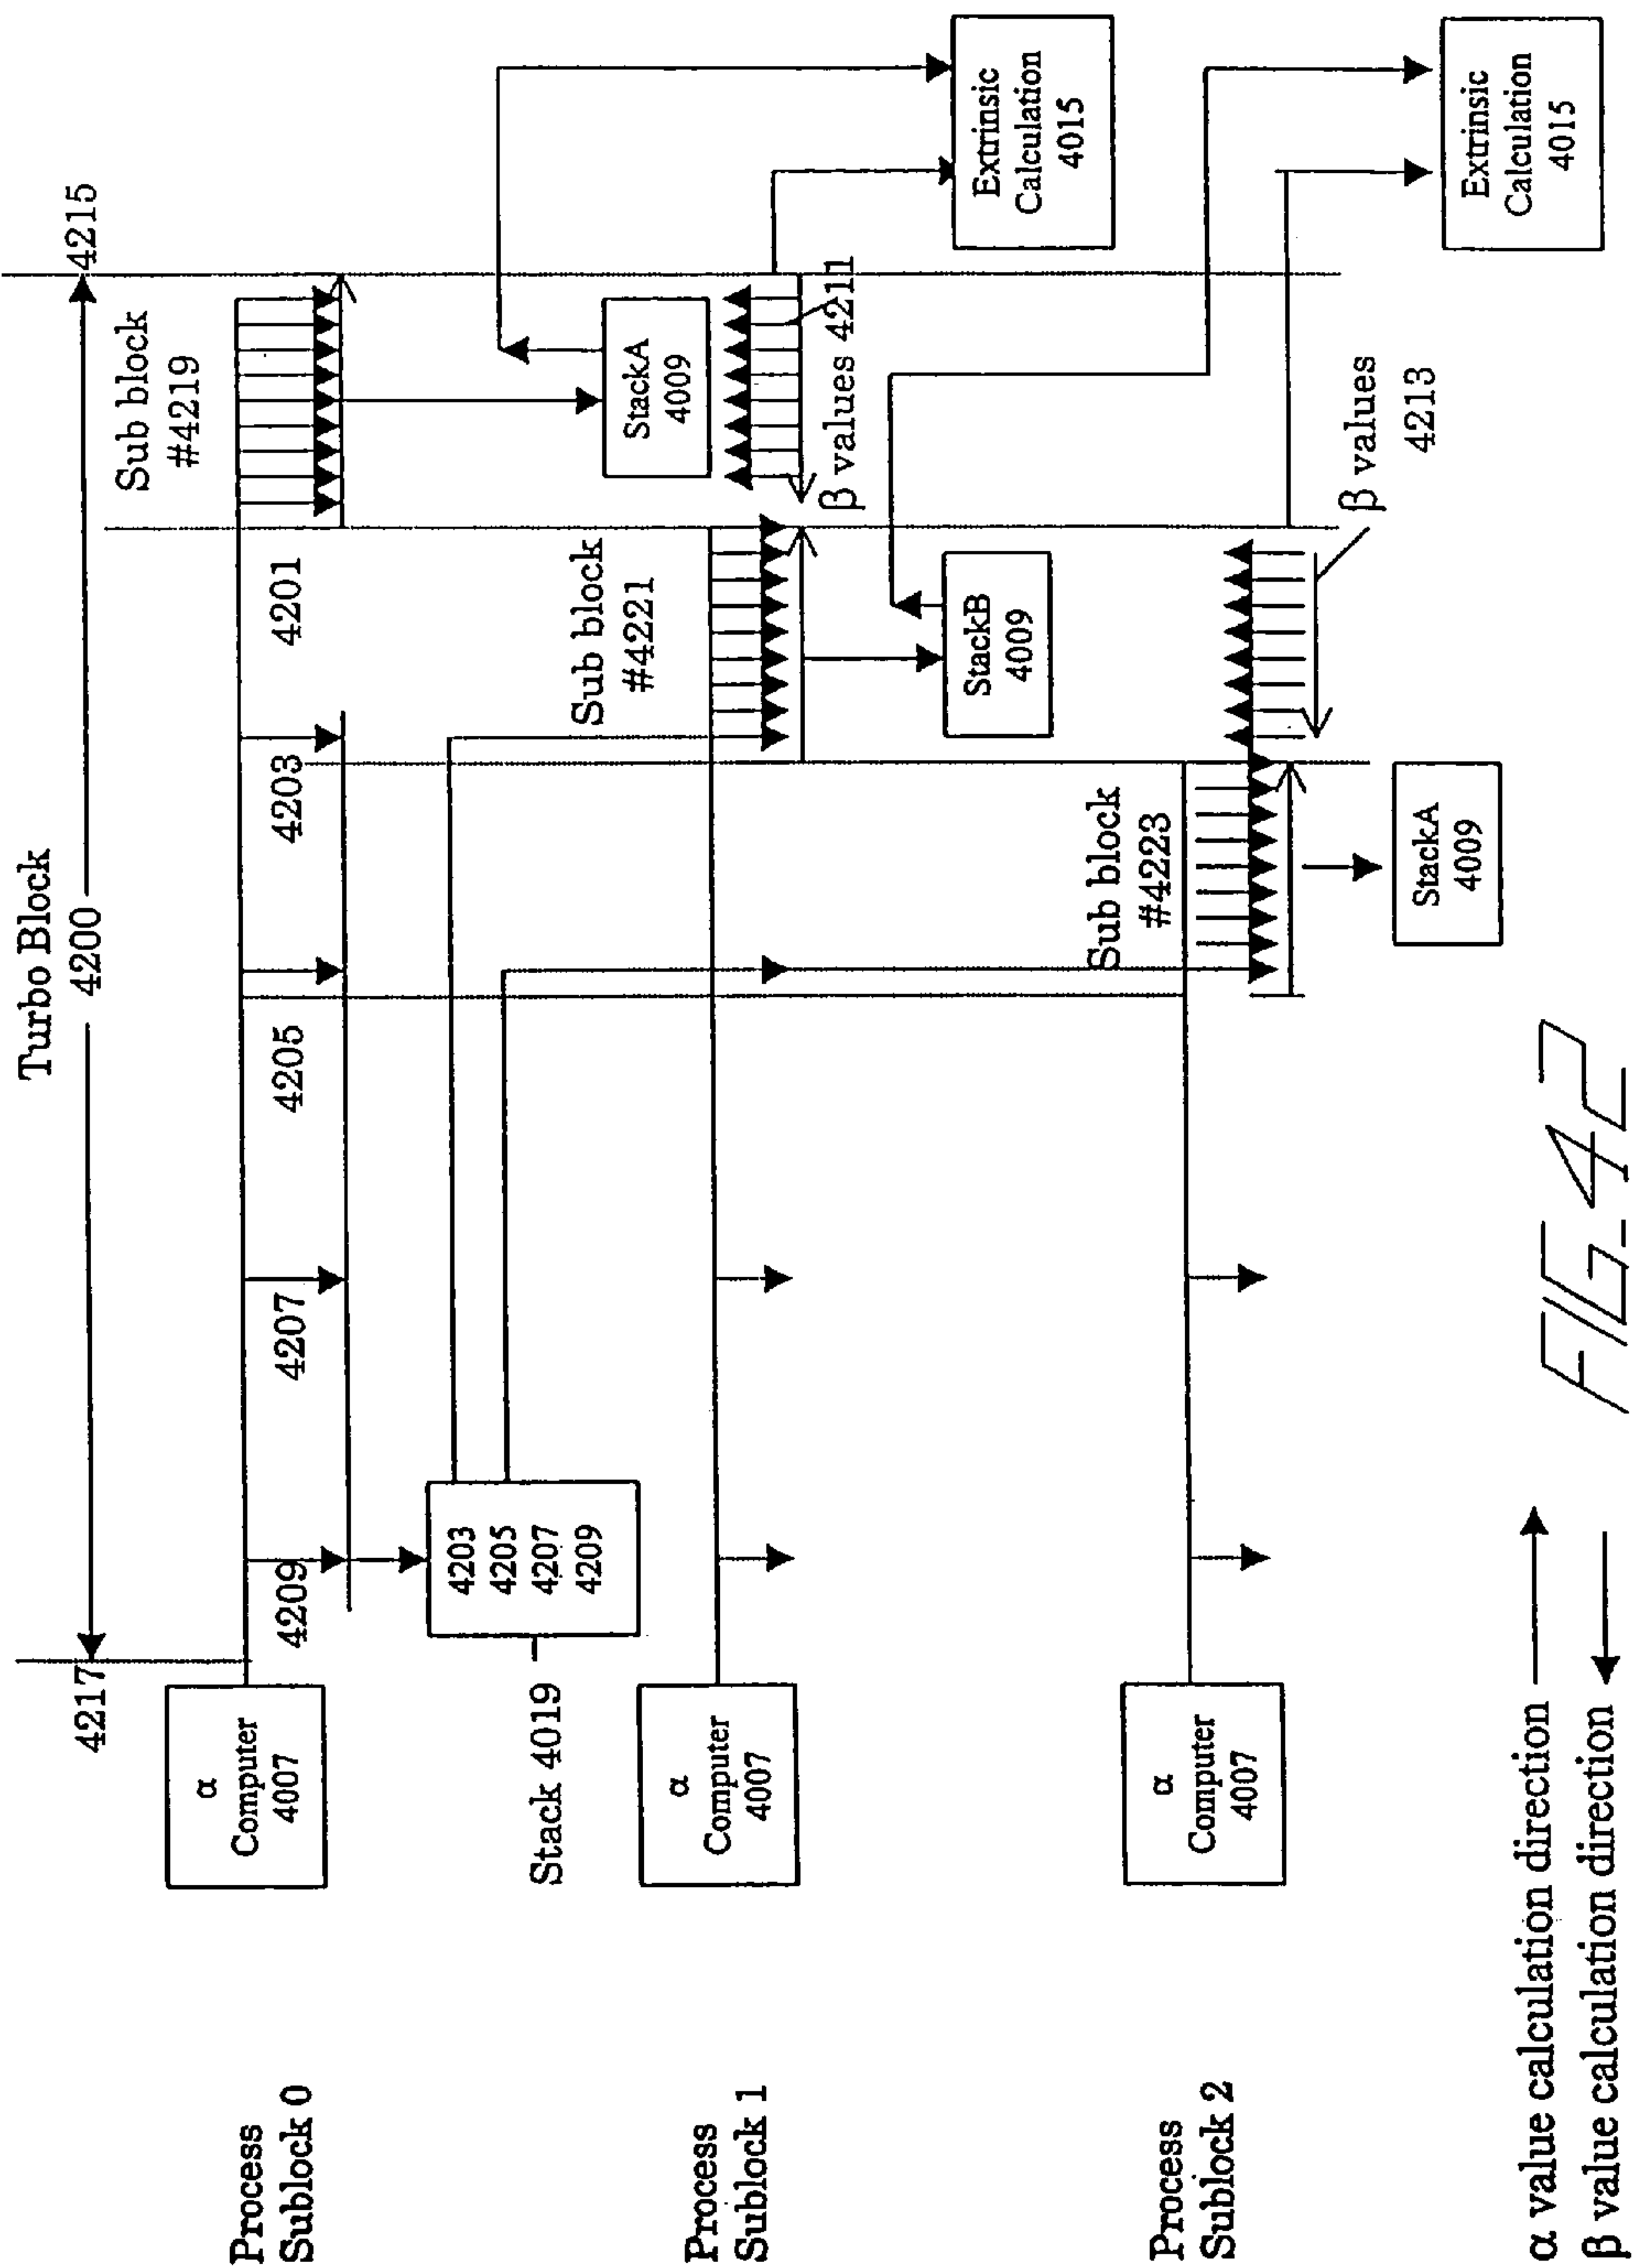 Turbo Block
4200
4217
4215
Process
Sublock 0
α
Computer
4007
4209
4207
4205
4203
4201
Sub block
#4219
Stack 4019
4203
4205
4207
4209
StackA
4009
β values 4211
Extrinsic
Calculation
4015
Process
Sublock 1
α
Computer
4007
Sub block
#4221
StackB
4009
β values
4213
Extrinsic
Calculation
4015
Process
Sublock 2
α
Computer
4007
Sub block
#4223
StackA
4009
α value calculation direction
β value calculation direction
FIG. 42